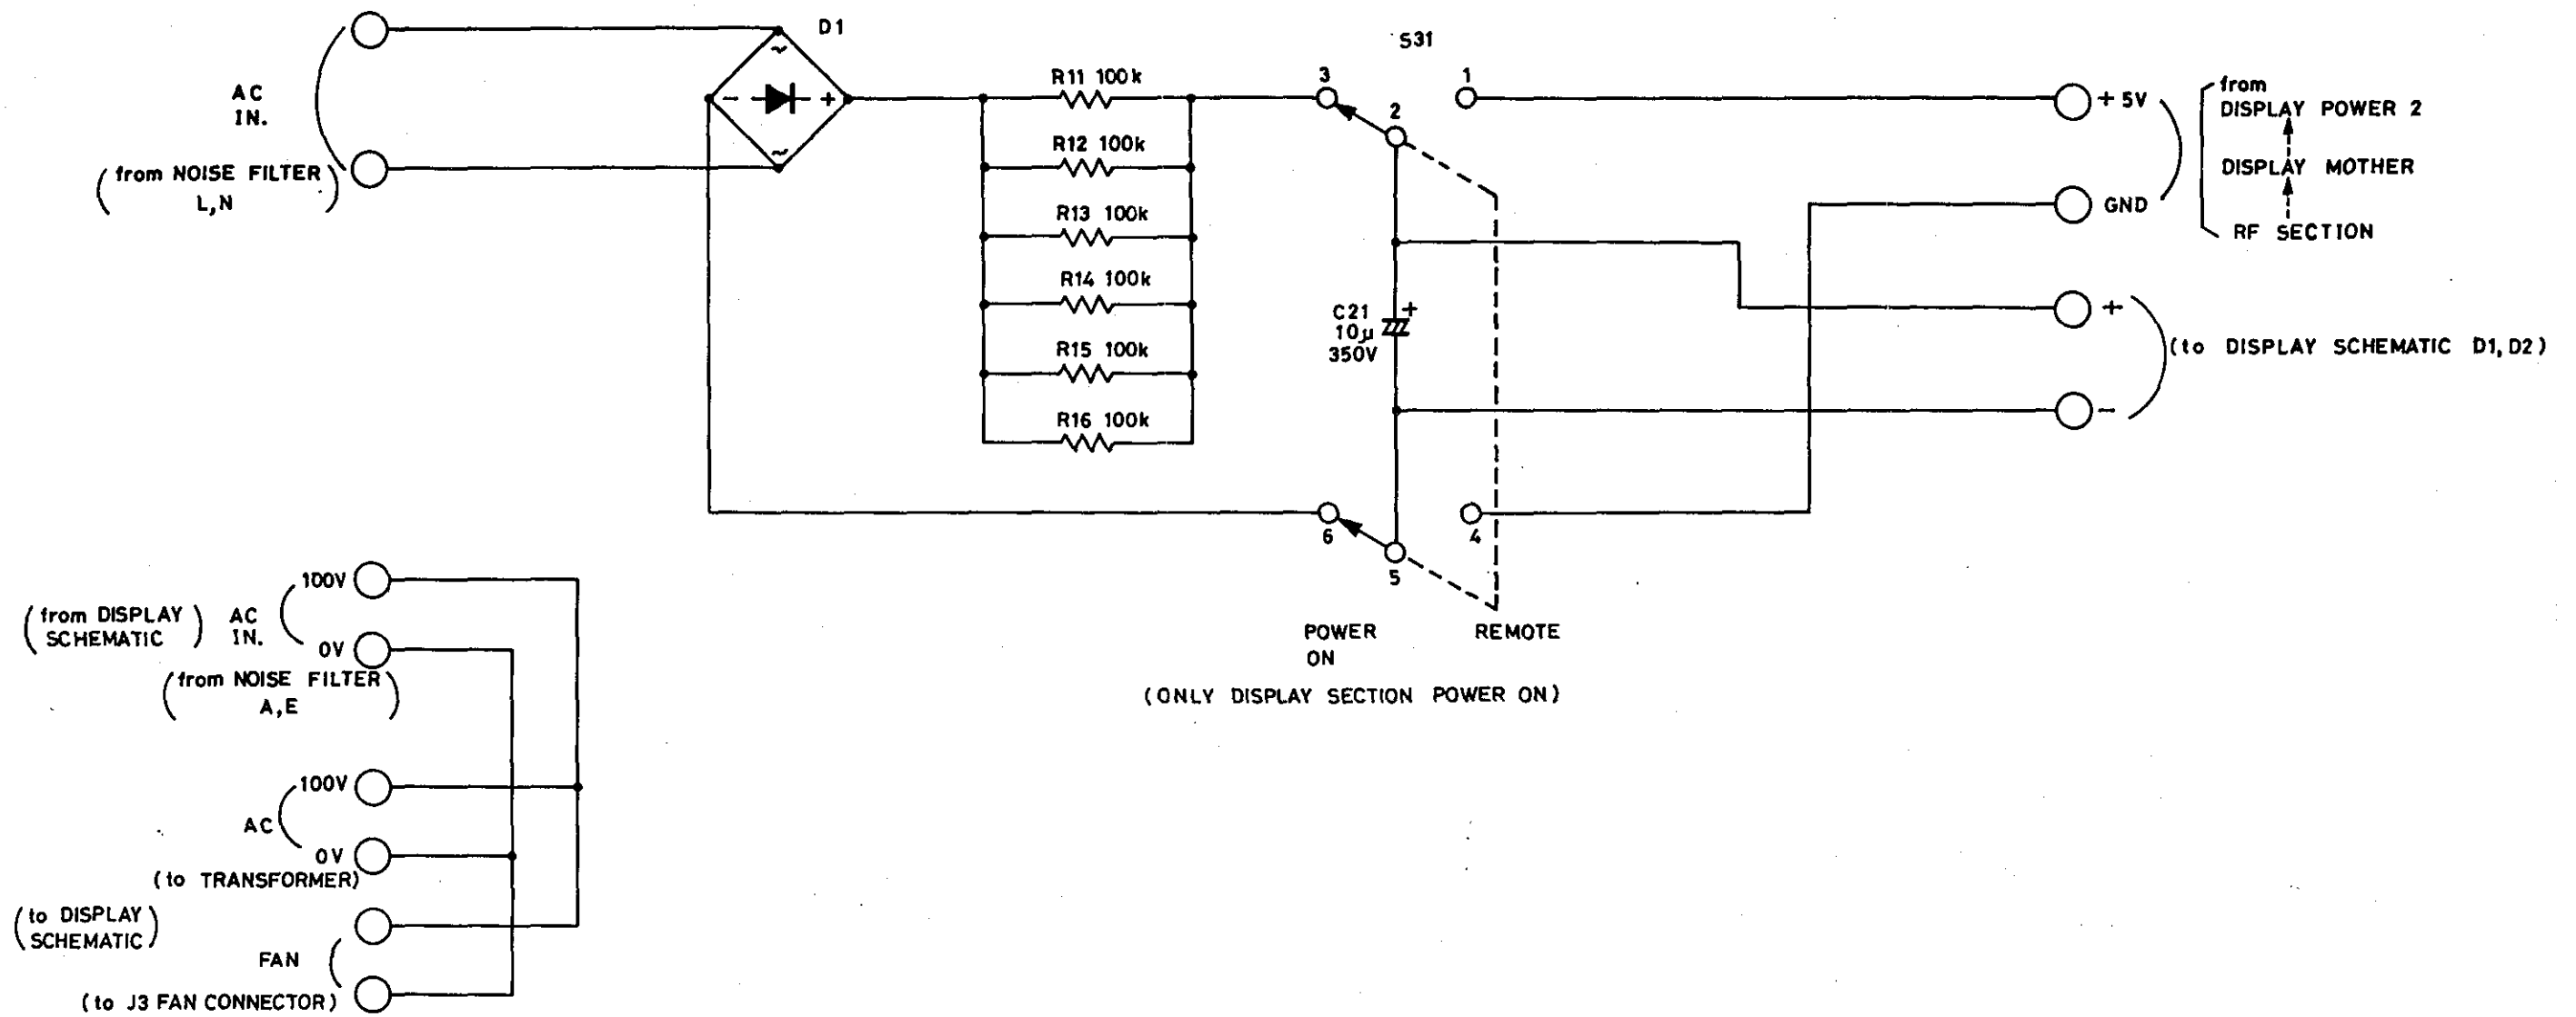 D1
S31
AC
IN.
(from NOISE FILTER
L,N)
~
- +
~
R11 100k
R12 100k
R13 100k
R14 100k
R15 100k
R16 100k
3
1
2
C21
10μ
350V
+
6
4
5
POWER
ON
REMOTE
(ONLY DISPLAY SECTION POWER ON)
+5V
GND
from
DISPLAY POWER 2
DISPLAY MOTHER
RF SECTION
+
(to DISPLAY SCHEMATIC D1,D2)
-
100V
(from DISPLAY
SCHEMATIC)
AC
IN.
0V
(from NOISE FILTER
A,E)
100V
AC
0V
(to TRANSFORMER)
(to DISPLAY
SCHEMATIC)
FAN
(to J3 FAN CONNECTOR)